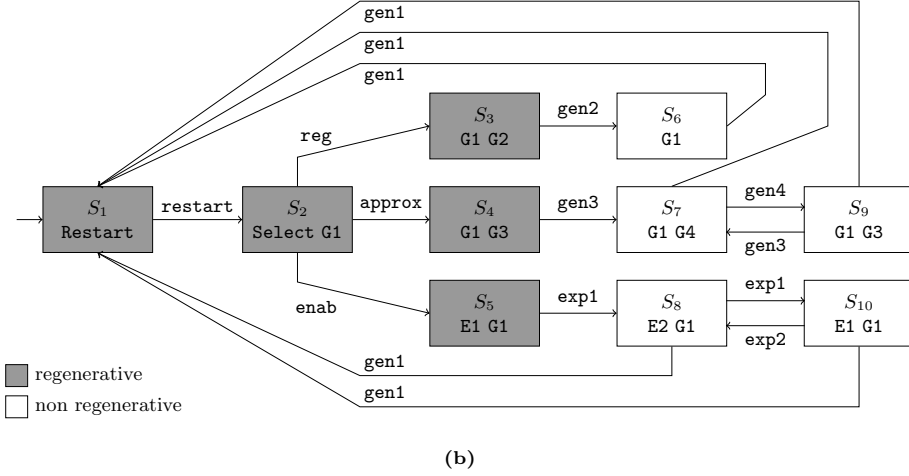 gen1
gen1
gen1
S3
G1 G2
gen2
S6
G1
reg
S1
Restart
restart
S2
Select G1
approx
S4
G1 G3
gen3
S7
G1 G4
gen4
gen3
S9
G1 G3
enab
S5
E1 G1
exp1
S8
E2 G1
exp1
exp2
S10
E1 G1
gen1
gen1
regenerative
non regenerative
(b)